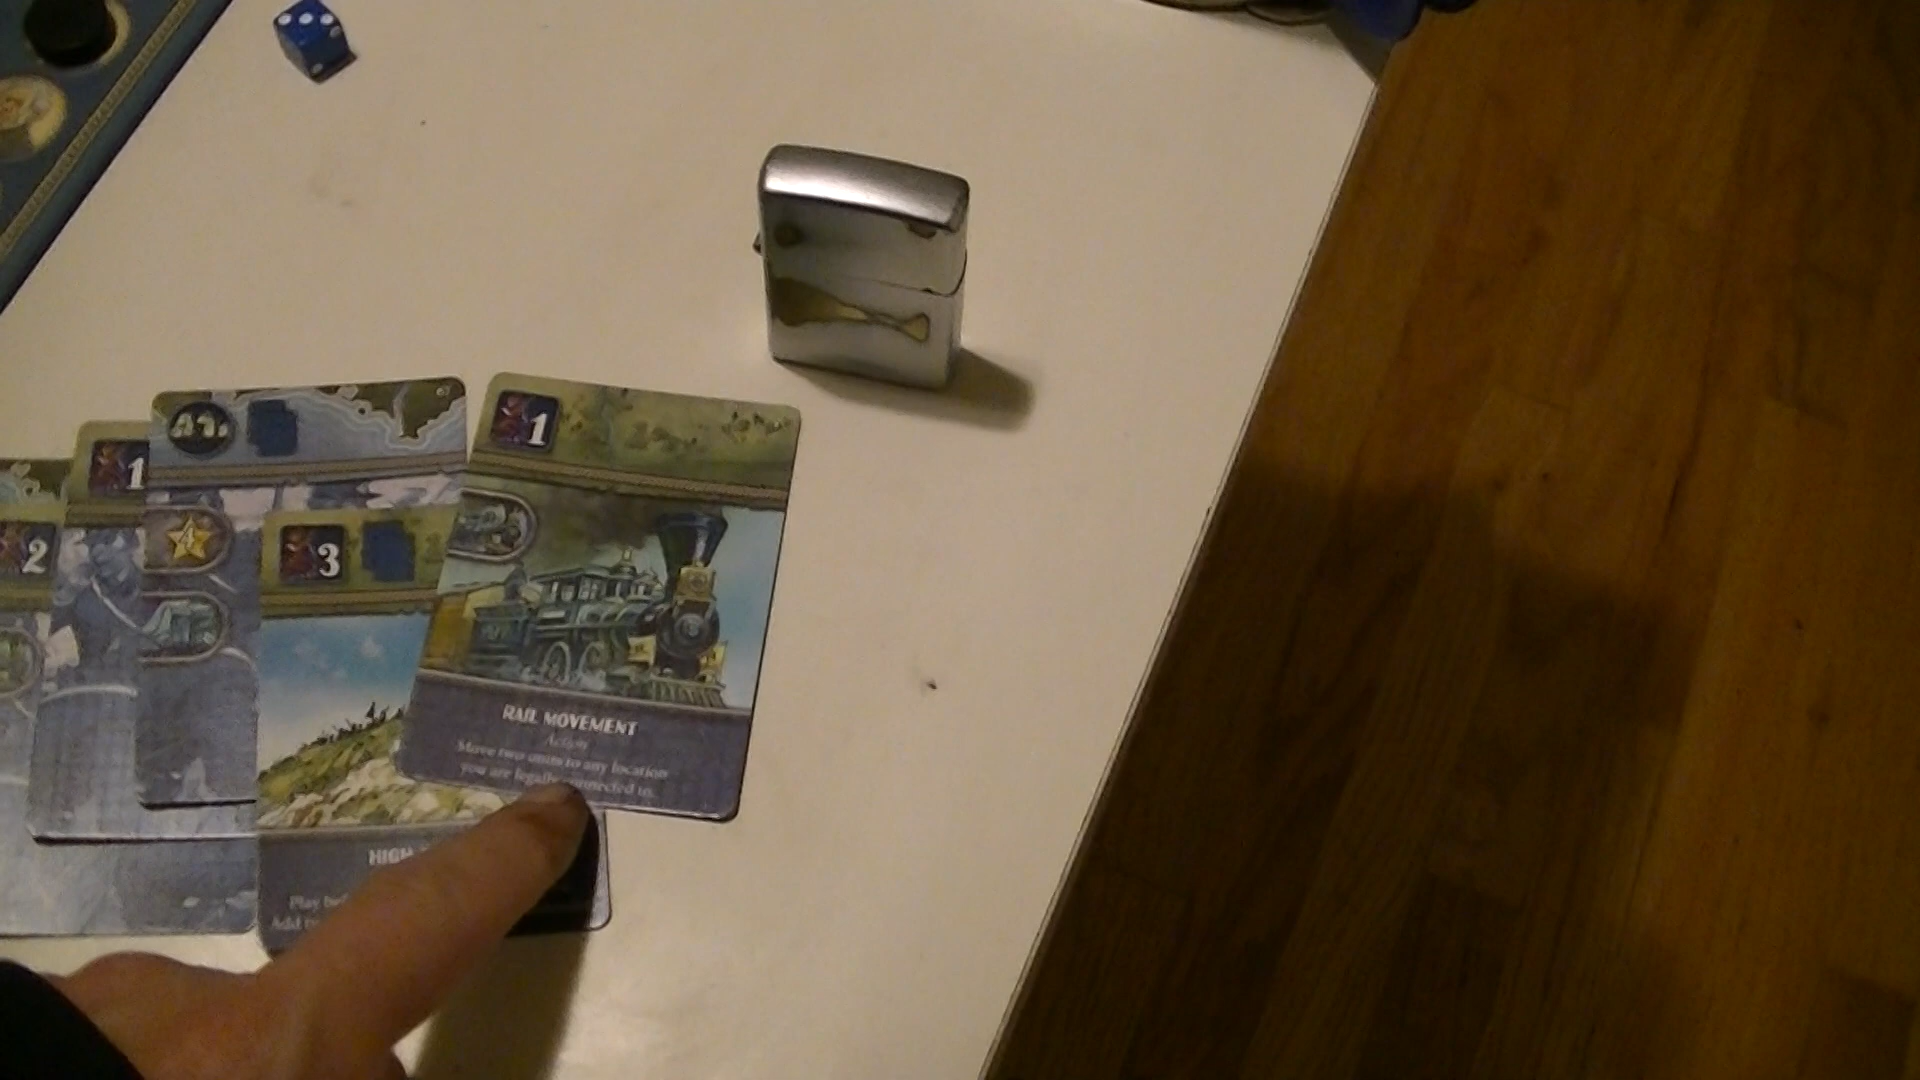 1
1
2
4
3
RAIL MOVEMENT
Action
Move two units to any location
you are legally connected to.
HIGH
Play
Add